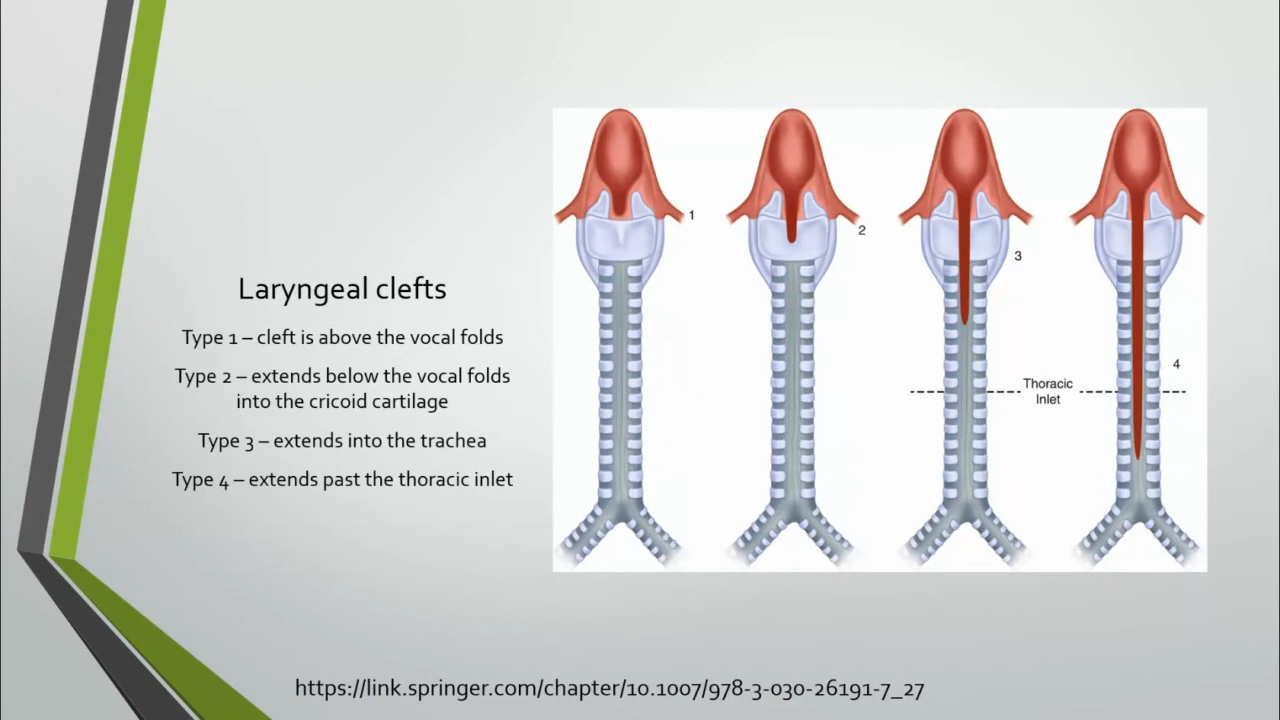 Laryngeal clefts
Type 1 – cleft is above the vocal folds
Type 2 – extends below the vocal folds
into the cricoid cartilage
Type 3 – extends into the trachea
Type 4 – extends past the thoracic inlet
1
2
3
4
Thoracic
Inlet
https://link.springer.com/chapter/10.1007/978-3-030-26191-7_27